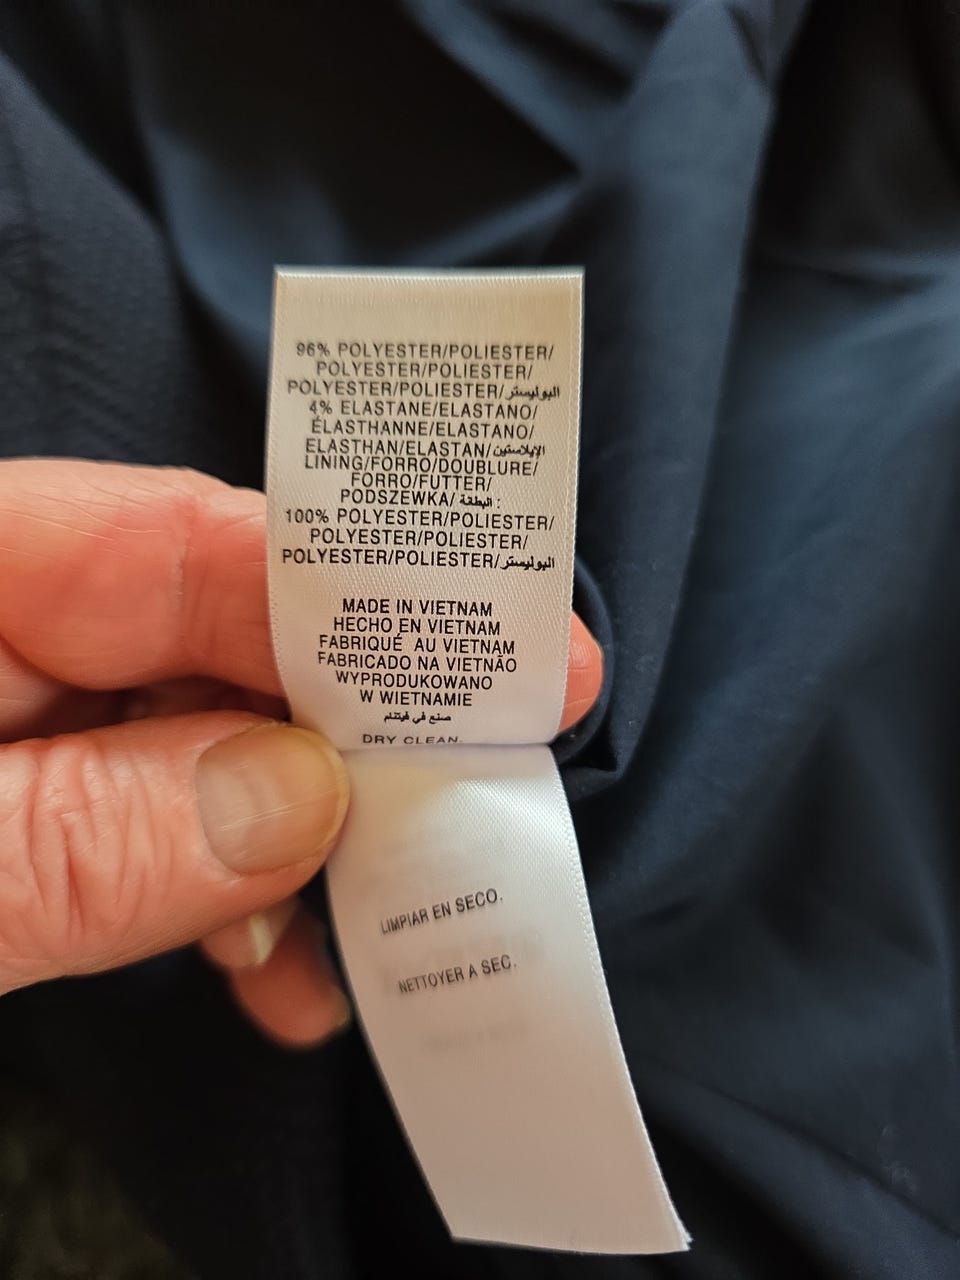 96% POLYESTER/POLIESTER/
POLYESTER/POLIESTER/
POLYESTER/POLIESTER/البوليستر
4% ELASTANE/ELASTANO/
ÉLASTHANNE/ELASTANO/
ELASTHAN/ELASTAN/الإيلاستين
LINING/FORRO/DOUBLURE/
FORRO/FUTTER/
PODSZEWKA/البطانة :
100% POLYESTER/POLIESTER/
POLYESTER/POLIESTER/
POLYESTER/POLIESTER/البوليستر
MADE IN VIETNAM
HECHO EN VIETNAM
FABRIQUÉ AU VIETNAM
FABRICADO NA VIETNÃO
WYPRODUKOWANO
W WIETNAMIE
صنع في فيتنام
DRY CLEAN.
LIMPIAR EN SECO.
NETTOYER A SEC.